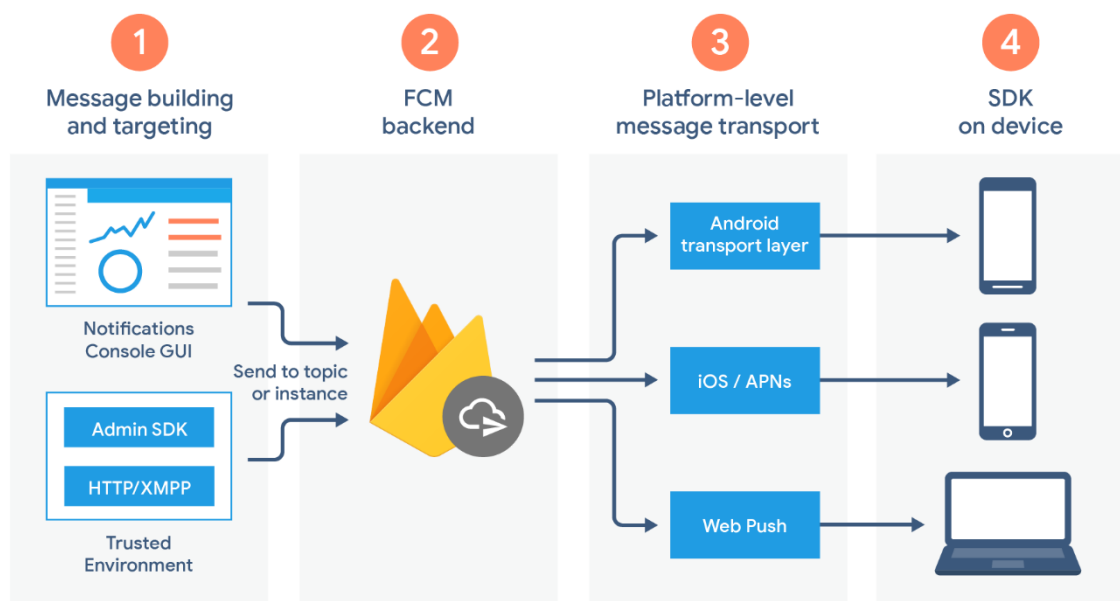 1
Message building
and targeting
2
FCM
backend
3
Platform-level
message transport
4
SDK
on device
Notifications
Console GUI
Send to topic
or instance
Admin SDK
HTTP/XMPP
Trusted
Environment
Android
transport layer
iOS / APNs
Web Push